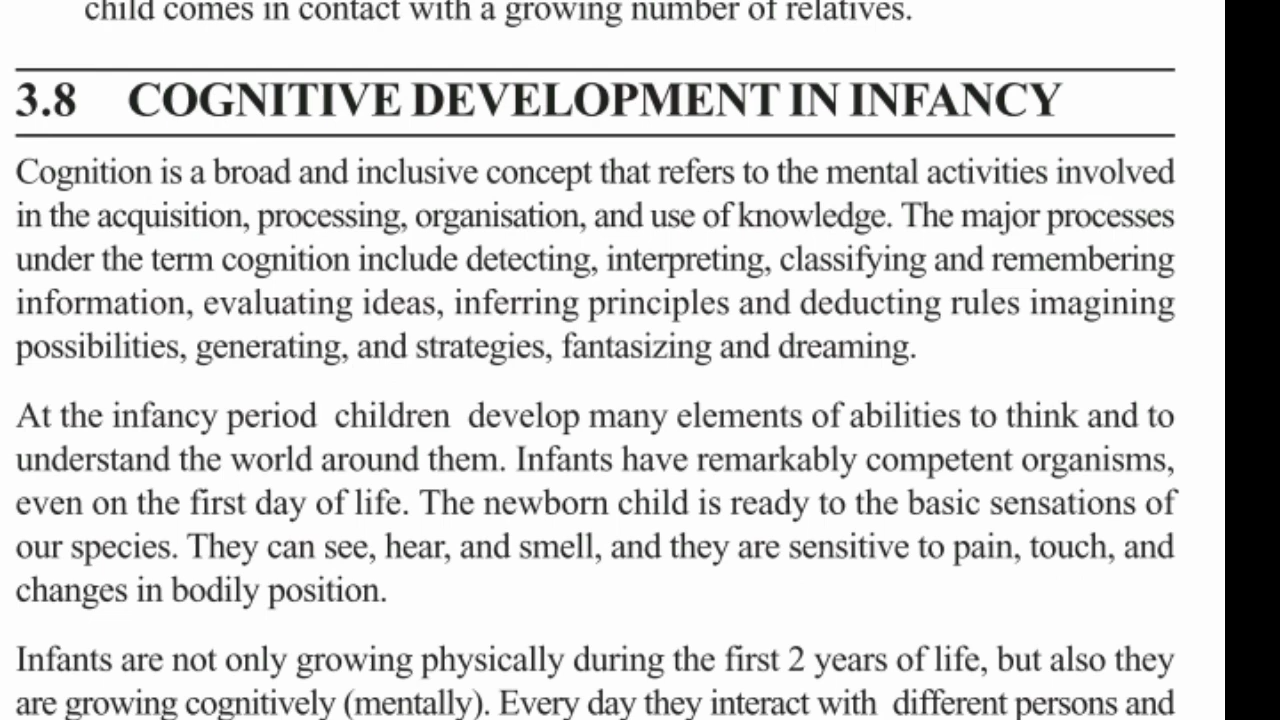 child comes in contact with a growing number of relatives.
3.8 COGNITIVE DEVELOPMENT IN INFANCY
Cognition is a broad and inclusive concept that refers to the mental activities involved
in the acquisition, processing, organisation, and use of knowledge. The major processes
under the term cognition include detecting, interpreting, classifying and remembering
information, evaluating ideas, inferring principles and deducting rules imagining
possibilities, generating, and strategies, fantasizing and dreaming.
At the infancy period children develop many elements of abilities to think and to
understand the world around them. Infants have remarkably competent organisms,
even on the first day of life. The newborn child is ready to the basic sensations of
our species. They can see, hear, and smell, and they are sensitive to pain, touch, and
changes in bodily position.
Infants are not only growing physically during the first 2 years of life, but also they
are growing cognitively (mentally). Every day they interact with different persons and